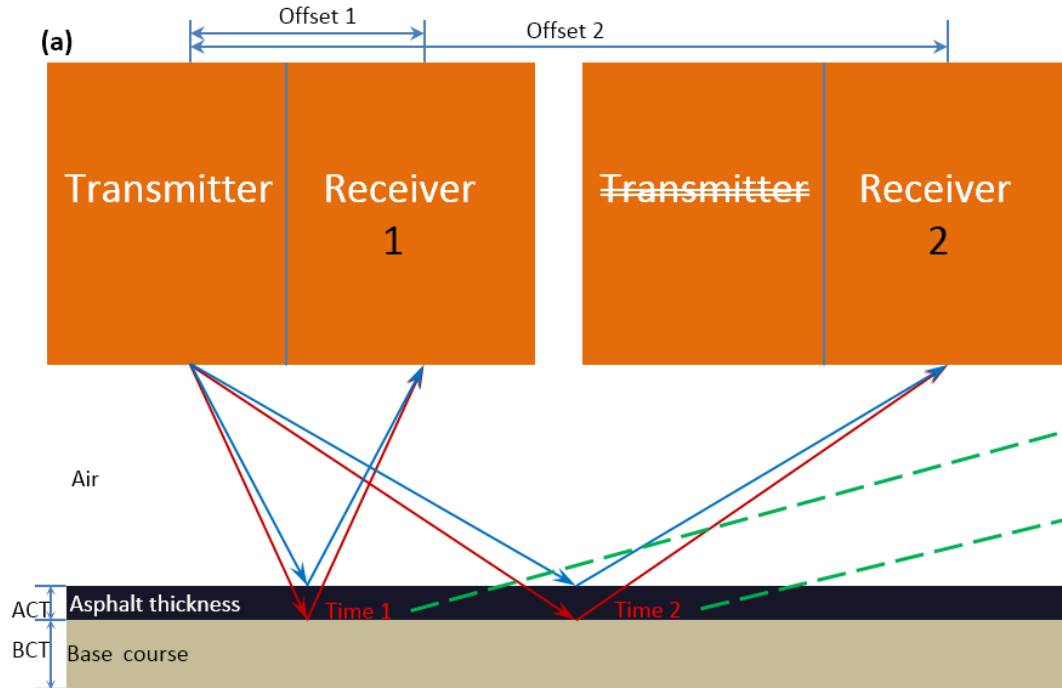 Offset 1
(a)
Offset 2
Transmitter
Receiver
1
Transmitter
Receiver
2
Air
ACT
Asphalt thickness
Time 1
Time 2
BCT
Base course